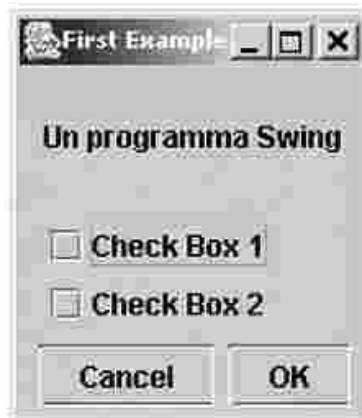 First Example
Un programma Swing
Check Box 1
Check Box 2
Cancel OK